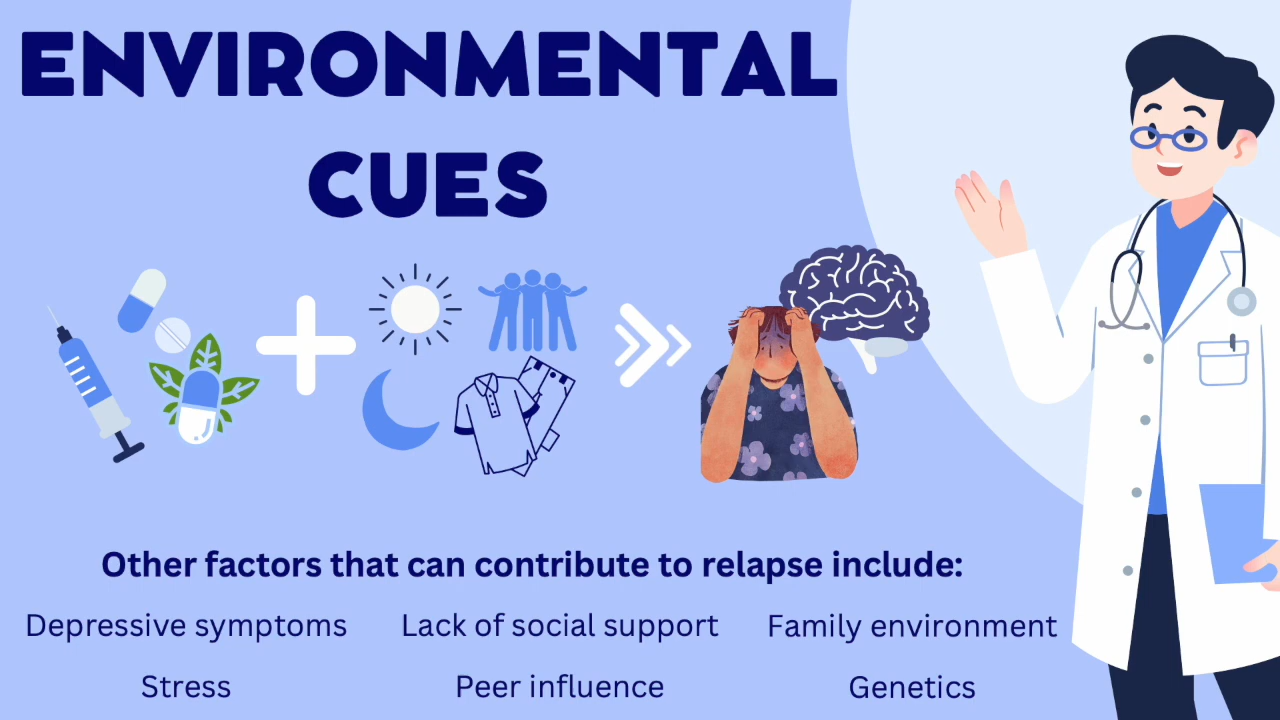 ENVIRONMENTAL
CUES
Other factors that can contribute to relapse include:
Depressive symptoms Lack of social support Family environment
Stress Peer influence Genetics